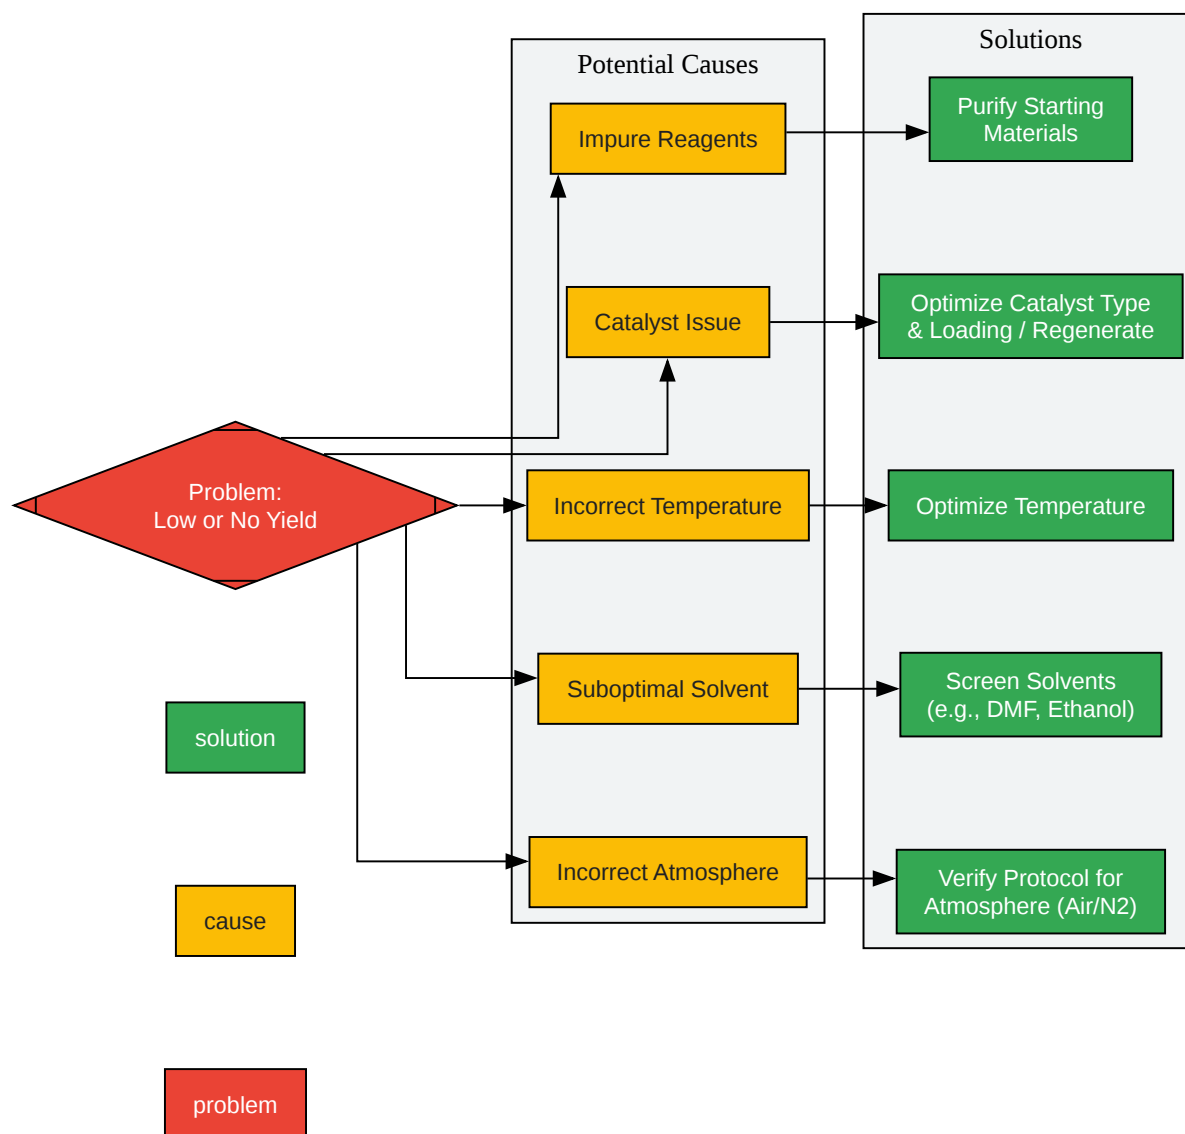 Solutions
Potential Causes
Purify Starting
Materials
Impure Reagents
Optimize Catalyst Type
& Loading / Regenerate
Catalyst Issue
Problem:
Low or No Yield
Incorrect Temperature
Optimize Temperature
Suboptimal Solvent
Screen Solvents
(e.g., DMF, Ethanol)
solution
Incorrect Atmosphere
Verify Protocol for
Atmosphere (Air/N2)
cause
problem